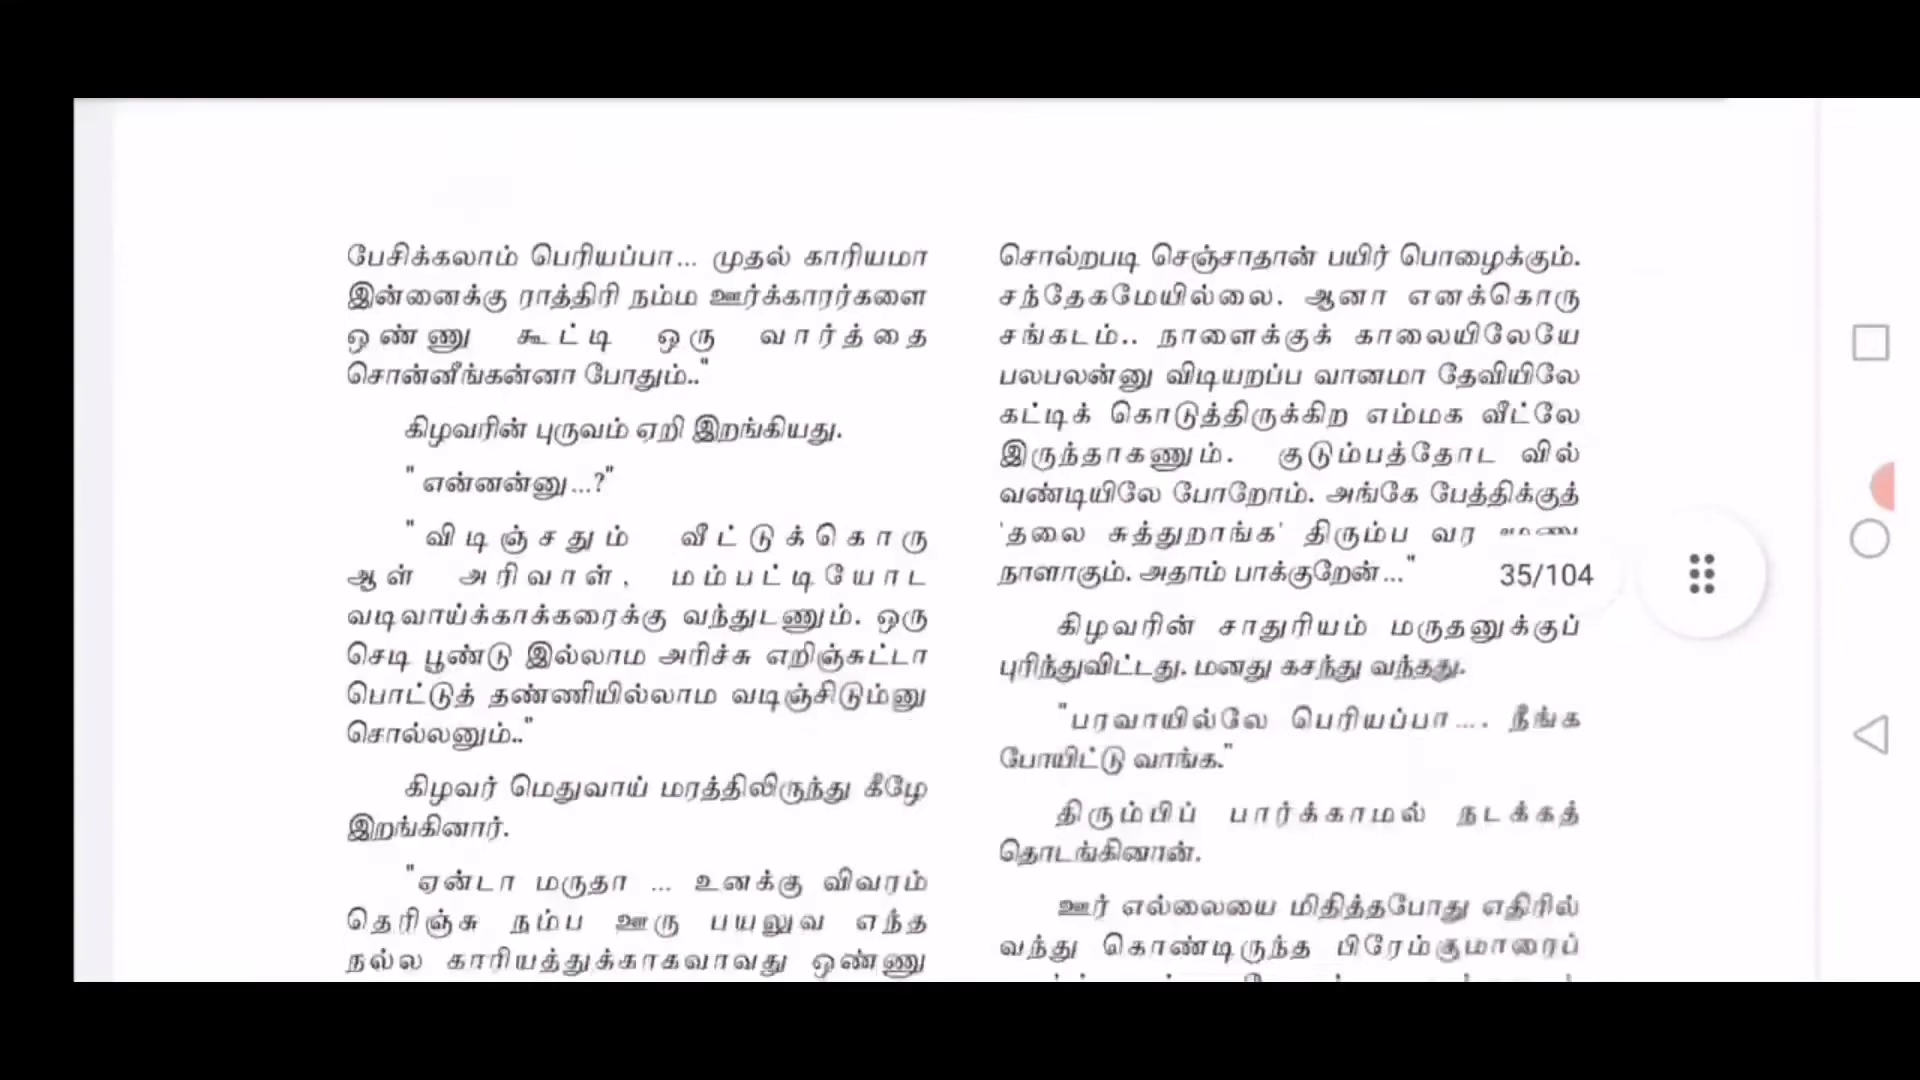 பேசிக்கலாம் பெரியப்பா... முதல் காரியமா
இன்னைக்கு ராத்திரி நம்ம ஊர்க்காரர்களை
ஒண்ணு கூட்டி ஒரு வார்த்தை
சொன்னீங்கன்னா போதும்.."
கிழவரின் புருவம் ஏறி இறங்கியது.
"என்னன்னு...?"
"விடிஞ்சதும் வீட்டுக்கொரு
ஆள் அரிவாள், மம்பட்டியோட
வடிவாய்க்காக்கரைக்கு வந்துடணும். ஒரு
செடி பூண்டு இல்லாம அரிச்சு எறிஞ்சுட்டா
பொட்டுத் தண்ணியில்லாம வடிஞ்சிடும்னு
சொல்லனும்.."
கிழவர் மெதுவாய் மரத்திலிருந்து கீழே
இறங்கினார்.
"ஏன்டா மருதா ... உனக்கு விவரம்
தெரிஞ்சு நம்ப ஊரு பயலுவ எந்த
நல்ல காரியத்துக்காகவாவது ஒண்ணு
சொல்றபடி செஞ்சாதான் பயிர் பொழைக்கும்.
சந்தேகமேயில்லை. ஆனா எனக்கொரு
சங்கடம்.. நாளைக்குக் காலையிலேயே
பலபலன்னு விடியறப்ப வானமா தேவியிலே
கட்டிக் கொடுத்திருக்கிற எம்மக வீட்லே
இருந்தாகணும். குடும்பத்தோட வில்
வண்டியிலே போறோம். அங்கே பேத்திக்குத்
'தலை சுத்துறாங்க' திரும்ப வர
நாளாகும். அதாம் பாக்குறேன்..."
35/104
கிழவரின் சாதுரியம் மருதனுக்குப்
புரிந்துவிட்டது. மனது கசந்து வந்தது.
"பரவாயில்லே பெரியப்பா.... நீங்க
போயிட்டு வாங்க."
திரும்பிப் பார்க்காமல் நடக்கத்
தொடங்கினான்.
ஊர் எல்லையை மிதித்தபோது எதிரில்
வந்து கொண்டிருந்த பிரேம்குமாரைப்